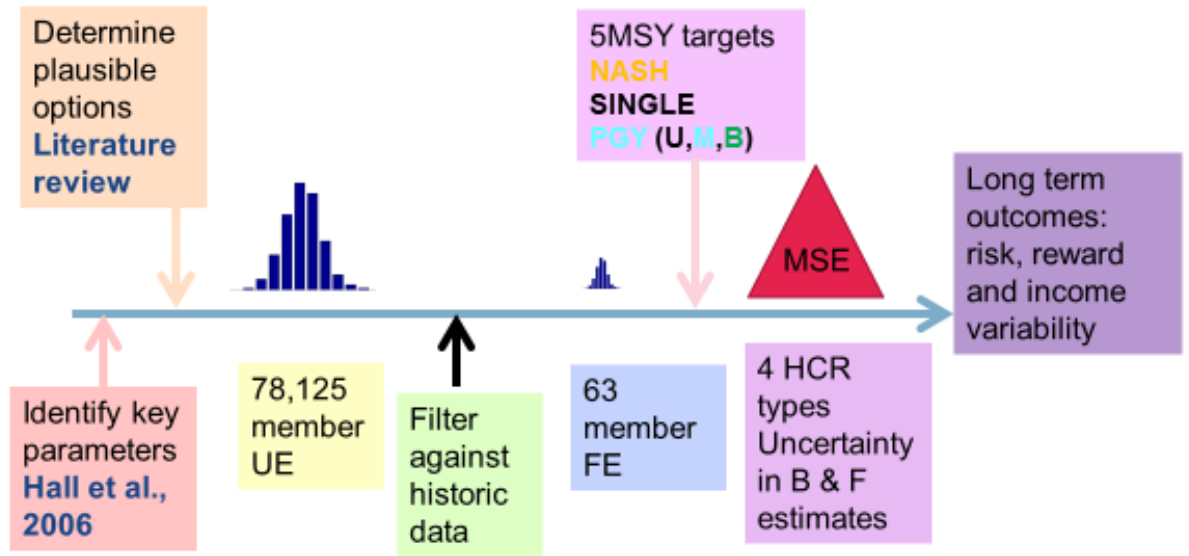 Determine
plausible
options
Literature
review
5MSY targets
NASH
SINGLE
PGY (U,M,B)
MSE
Long term
outcomes:
risk, reward
and income
variability
Identify key
parameters
Hall et al.,
2006
78,125
member
UE
Filter
against
historic
data
63
member
FE
4 HCR
types
Uncertainty
in B & F
estimates